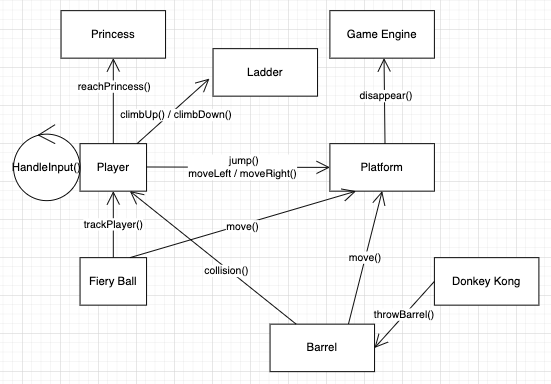 Princess
Game Engine
Ladder
reachPrincess()
disappear()
climbUp() / climbDown()
HandleInput()
Player
jump()
moveLeft / moveRight()
Platform
trackPlayer()
move()
collision()
move()
Fiery Ball
Donkey Kong
throwBarrel()
Barrel